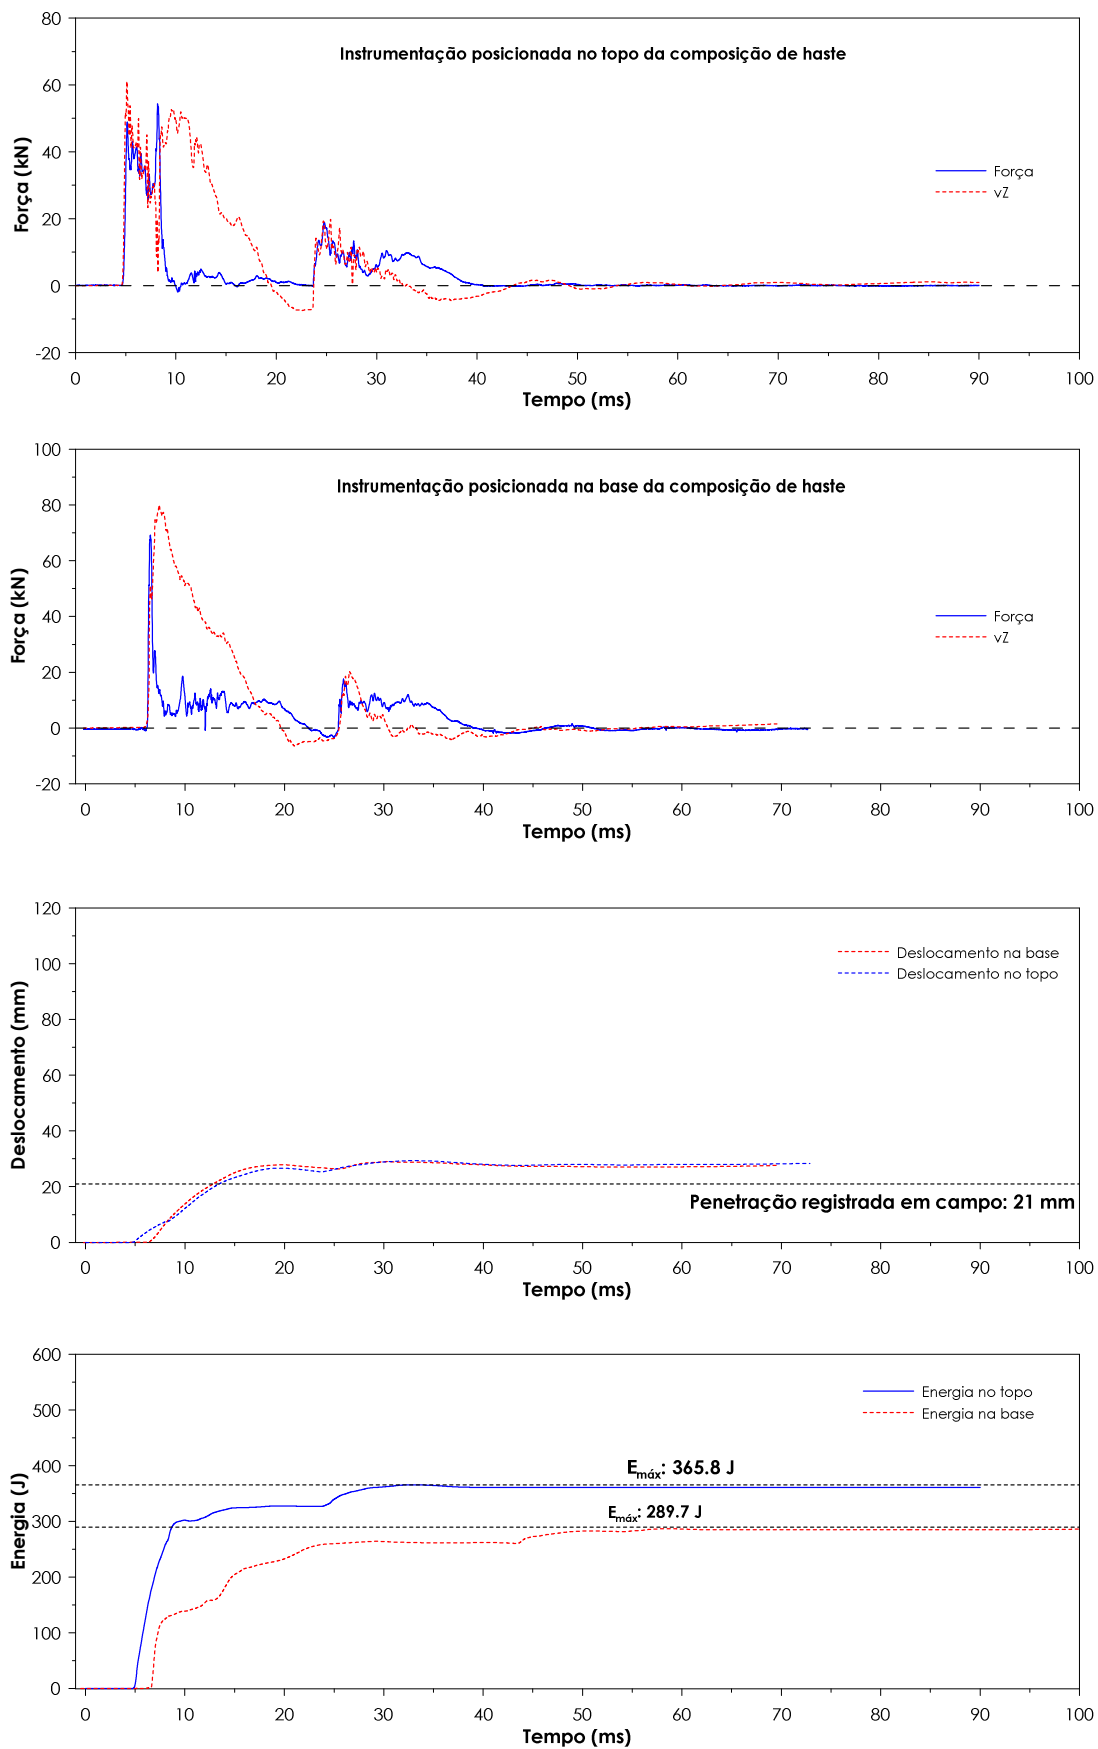 80
Instrumentação posicionada no topo da composição de haste
60
40
Força (kN)
Força
vZ
20
0
-20
0 10 20 30 40 50 60 70 80 90 100
Tempo (ms)
100
Instrumentação posicionada na base da composição de haste
80
60
Força (kN)
40
Força
vZ
20
0
-20
0 10 20 30 40 50 60 70 80 90 100
Tempo (ms)
120
Deslocamento na base
Deslocamento no topo
100
80
Deslocamento (mm)
60
40
20
Penetração registrada em campo: 21 mm
0
0 10 20 30 40 50 60 70 80 90 100
Tempo (ms)
600
Energia no topo
Energia na base
500
400
Emáx: 365.8 J
Energia (J)
Emáx: 289.7 J
300
200
100
0
0 10 20 30 40 50 60 70 80 90 100
Tempo (ms)